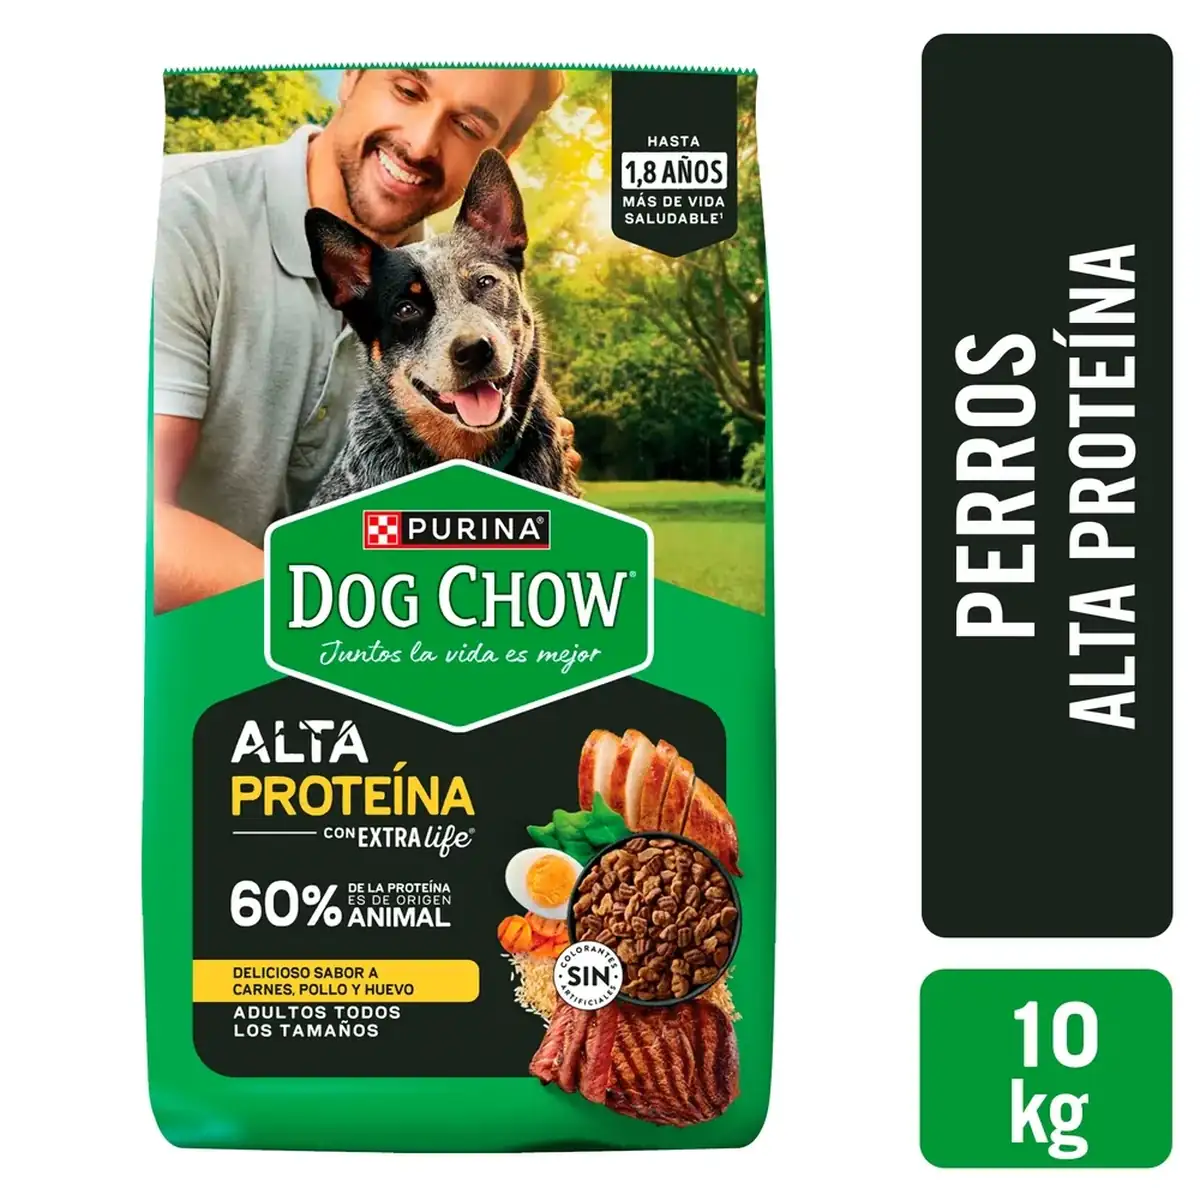 HASTA
1,8 AÑOS
MÁS DE VIDA
SALUDABLE¹
PURINA®
DOG CHOW®
Juntos la vida es mejor
ALTA
PROTEÍNA
CON EXTRA life®
60% DE LA PROTEÍNA
ES DE ORIGEN
ANIMAL
DELICIOSO SABOR A
CARNES, POLLO Y HUEVO
ADULTOS TODOS
LOS TAMAÑOS
COLORANTES
SIN
ARTIFICIALES
PERROS
ALTA PROTEÍNA
10
kg